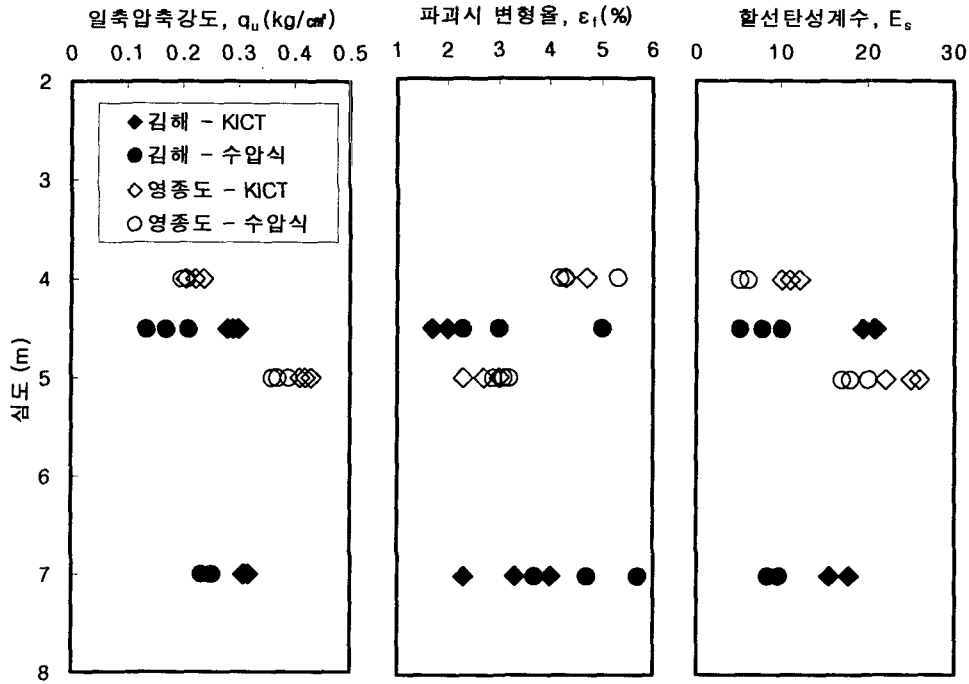 일축압축강도, qu(kg/㎠)
0 0.1 0.2 0.3 0.4 0.5
파괴시 변형율, εf(%)
1 2 3 4 5 6
할선탄성계수, Es
0 10 20 30
김해 - KICT
김해 - 수압식
영종도 - KICT
영종도 - 수압식
심도 (m)
2
3
4
5
6
7
8